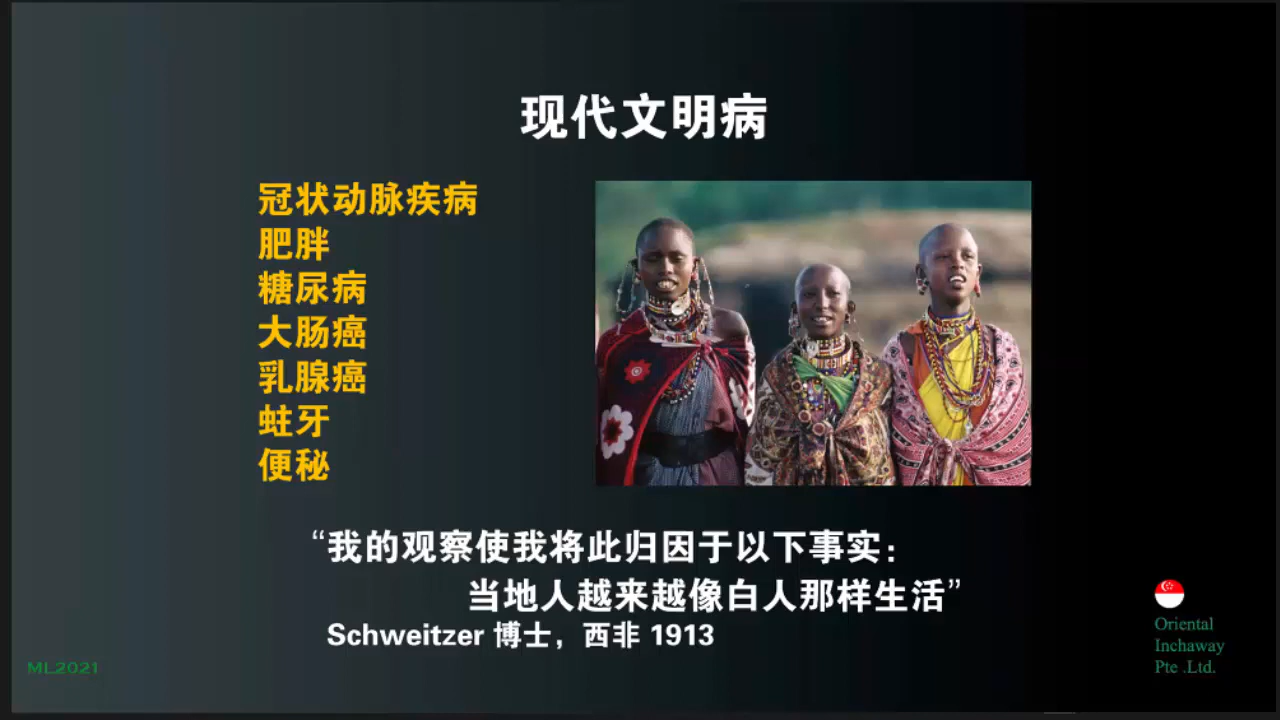 现代文明病
冠状动脉疾病
肥胖
糖尿病
大肠癌
乳腺癌
蛀牙
便秘
“我的观察使我将此归因于以下事实：
当地人越来越像白人那样生活”
Schweitzer 博士，西非 1913
ML2021
Oriental
Inchaway
Pte .Ltd.